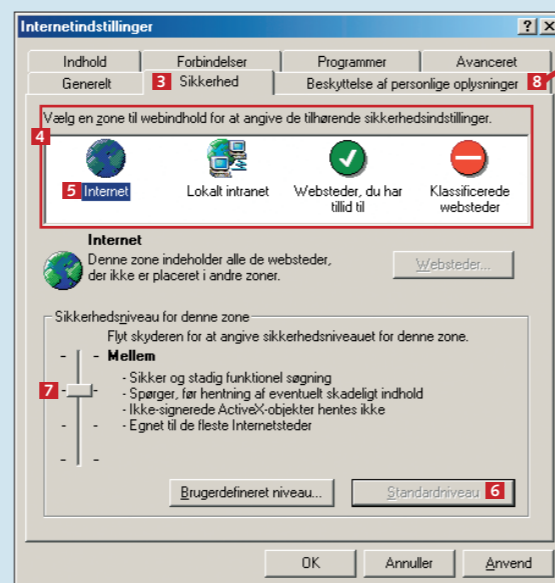 Internetindstillinger ? ×
Indhold Forbindelser Programmer Avanceret
Generelt 3 Sikkerhed Beskyttelse af personlige oplysninger 8
Vælg en zone til webindhold for at angive de tilhørende sikkerhedsindstillinger.
4
5 Internet Lokalt intranet Websteder, du har Klassificerede
tillid til websteder
Internet
Denne zone indeholder alle de websteder,
der ikke er placeret i andre zoner.
Websteder...
Sikkerhedsniveau for denne zone
Flyt skyderen for at angive sikkerhedsniveauet for denne zone.
Mellem
7
- Sikker og stadig funktionel søgning
- Spørger, før hentning af eventuelt skadeligt indhold
- Ikke-signerede ActiveX-objekter hentes ikke
- Egnet til de fleste Internetsteder
Brugerdefineret niveau... Standardniveau 6
OK Annuller Anvend